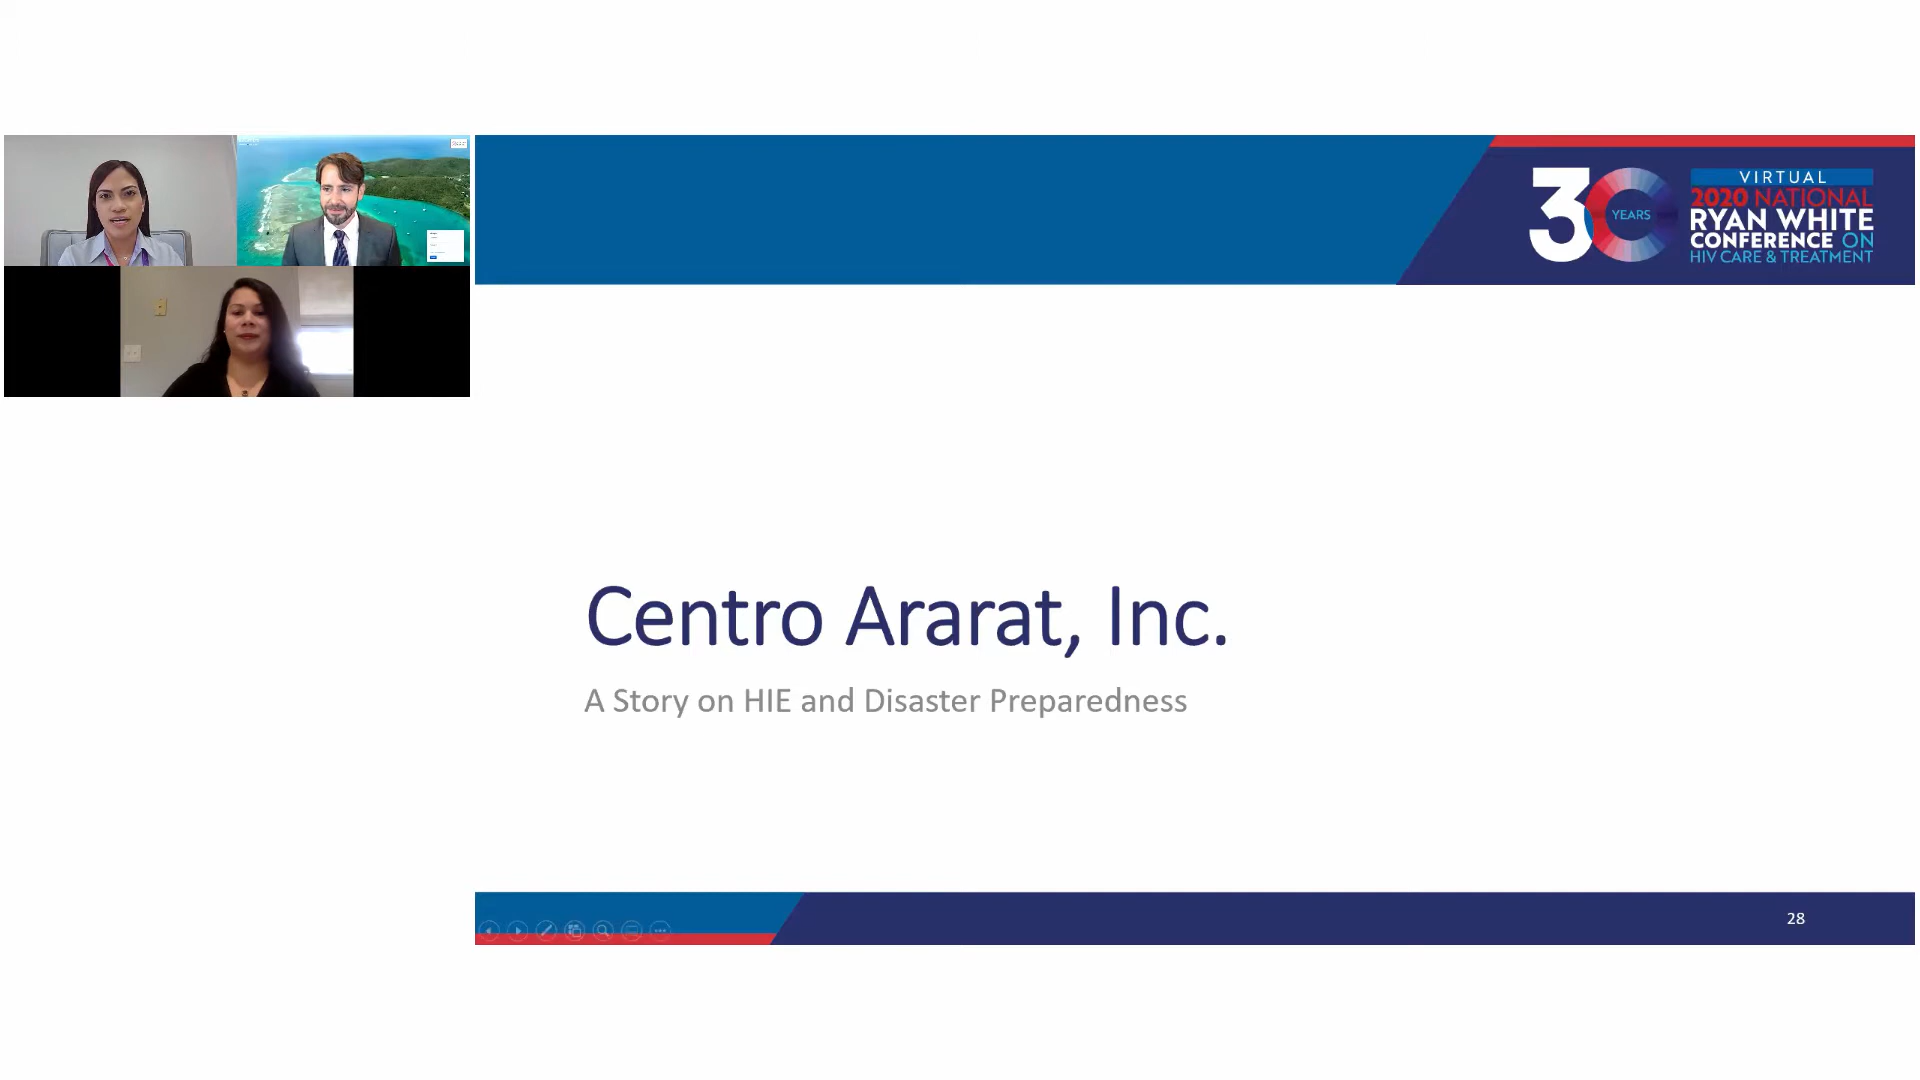 30 YEARS
VIRTUAL
2020 NATIONAL
RYAN WHITE
CONFERENCE ON
HIV CARE & TREATMENT
Centro Ararat, Inc.
A Story on HIE and Disaster Preparedness
28